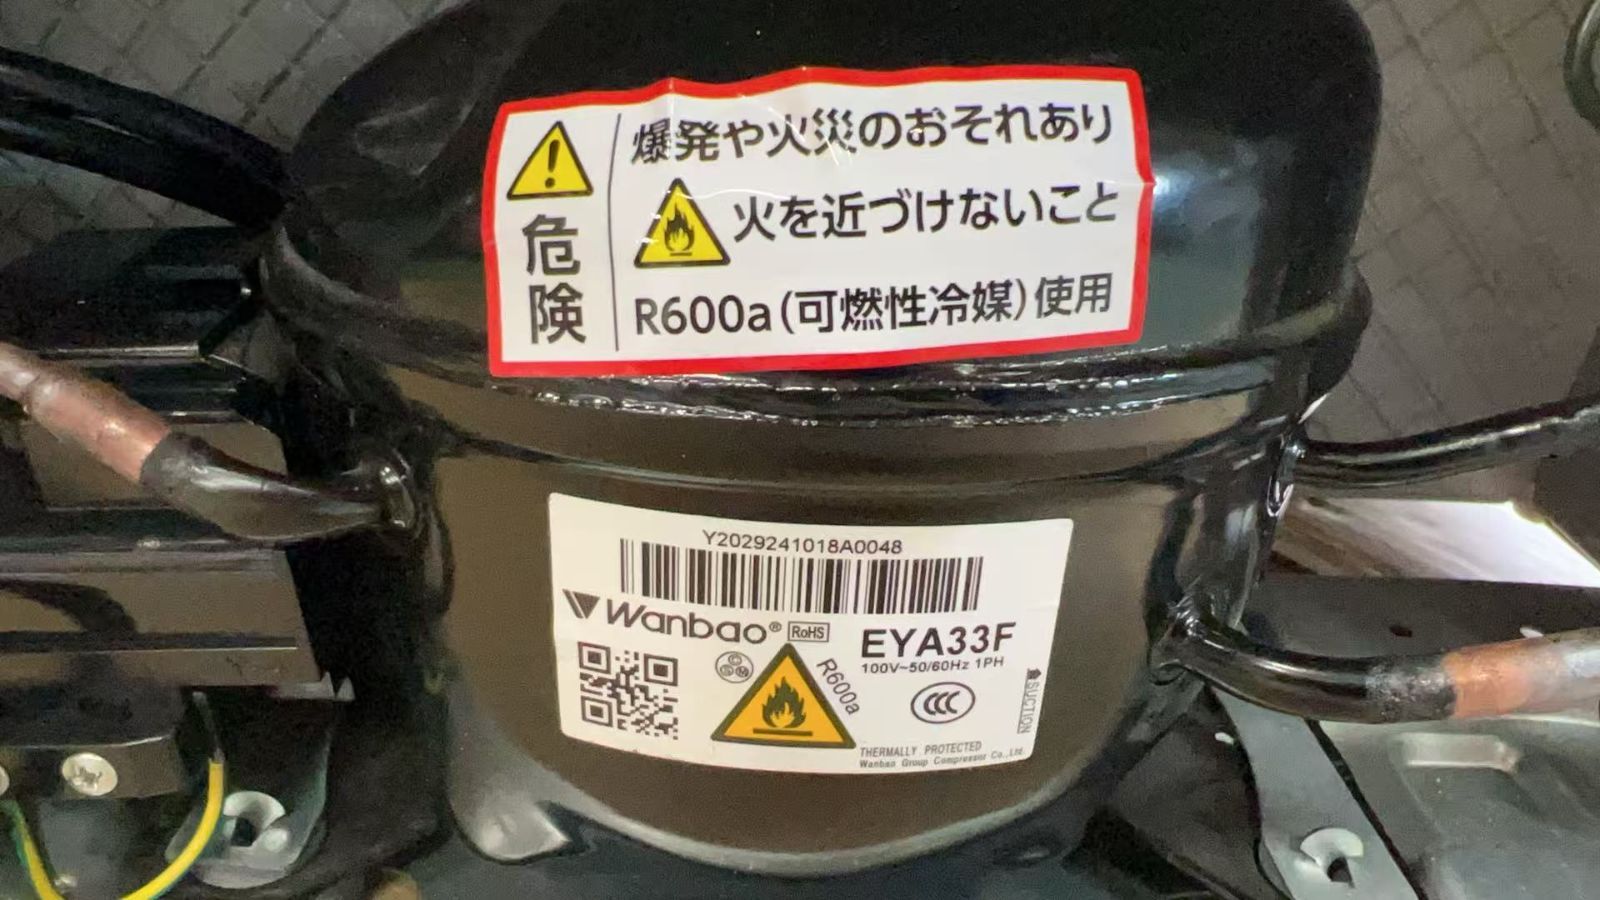 危険
爆発や火災のおそれあり
火を近づけないこと
R600a(可燃性冷媒)使用
Y2029241018A0048
Wanbao® RoHS
EYA33F
100V~50/60Hz 1PH
R600a
CCC
SUCTION
THERMALLY PROTECTED
Wanbao Group Compressor Co.,Ltd.